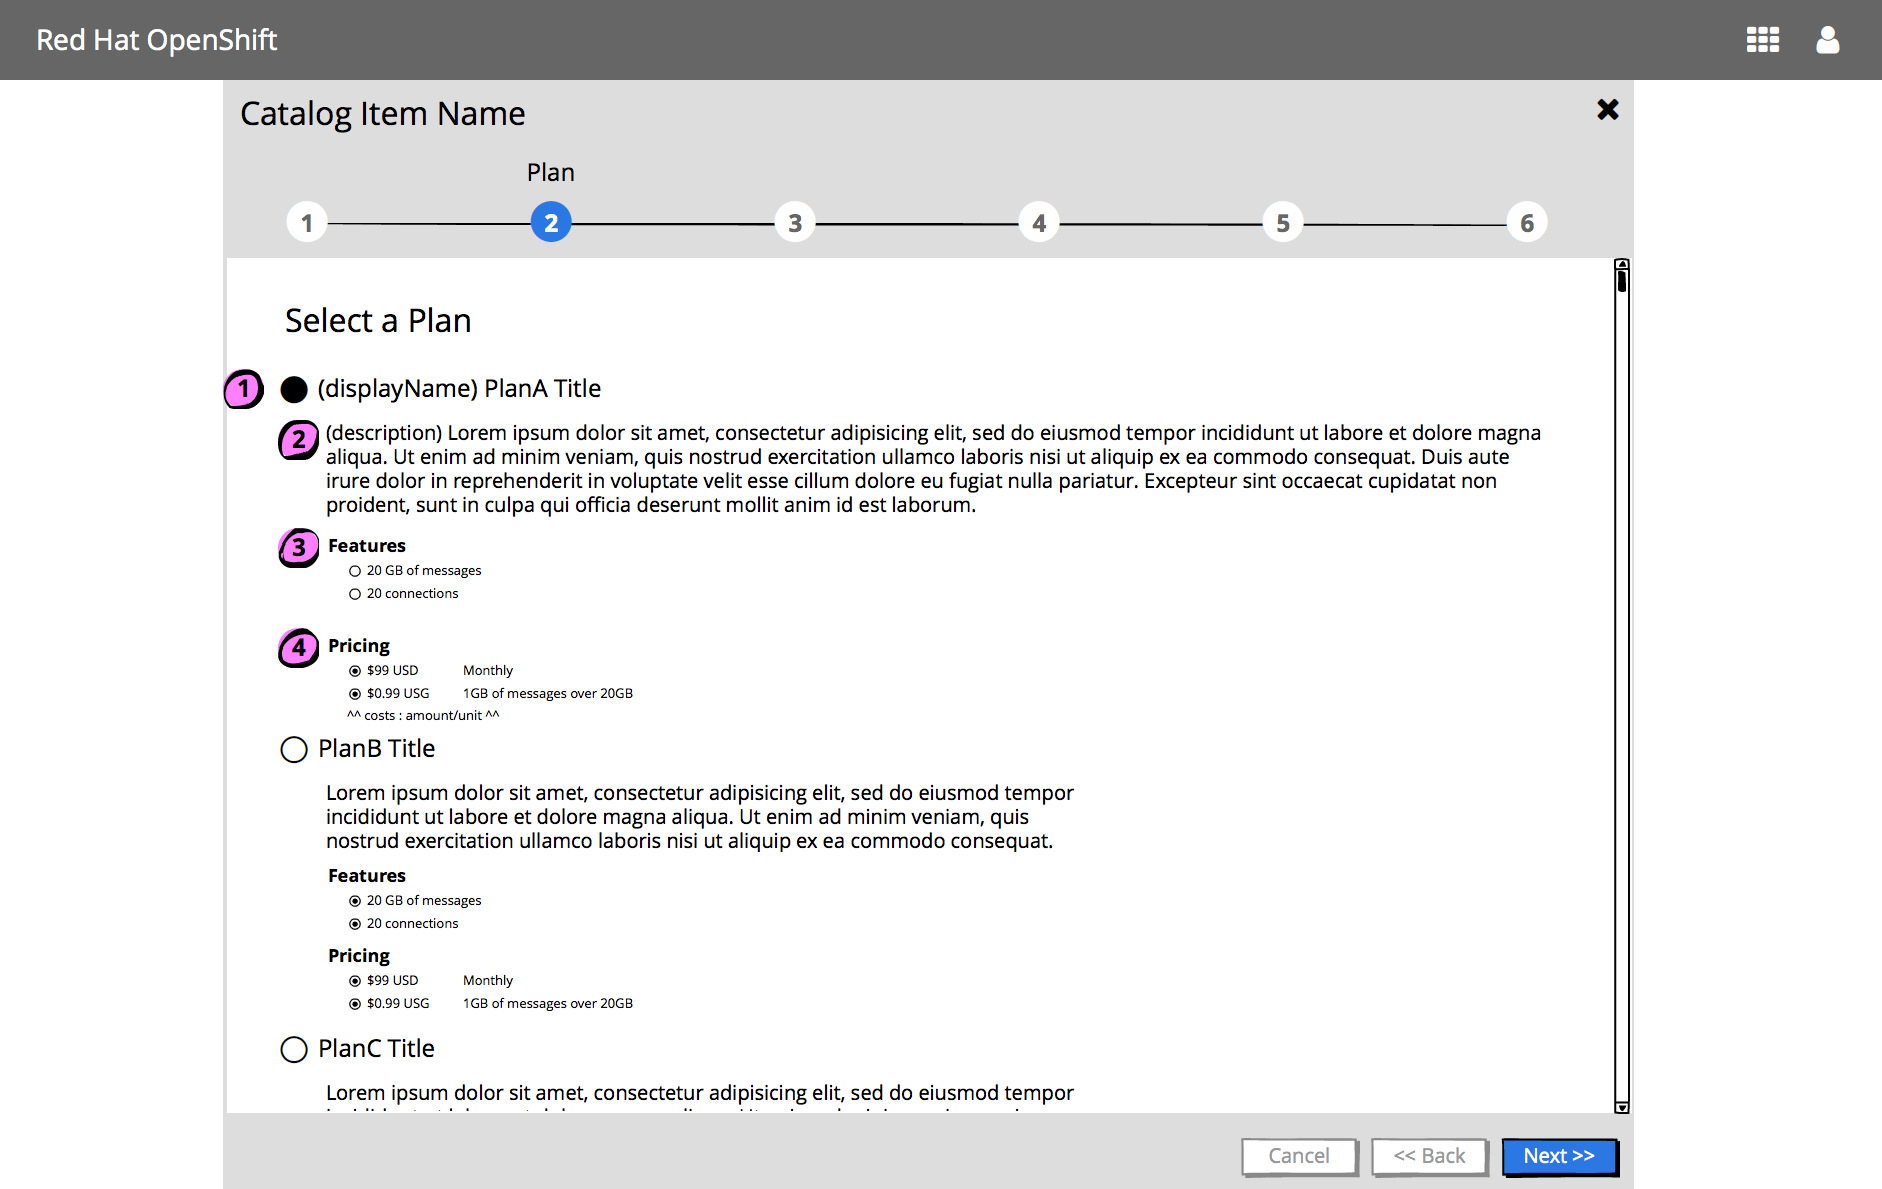 Red Hat OpenShift
Catalog Item Name
Plan
1 2 3 4 5 6
Select a Plan
1 (displayName) PlanA Title
2 (description) Lorem ipsum dolor sit amet, consectetur adipisicing elit, sed do eiusmod tempor incididunt ut labore et dolore magna
aliqua. Ut enim ad minim veniam, quis nostrud exercitation ullamco laboris nisi ut aliquip ex ea commodo consequat. Duis aute
irure dolor in reprehenderit in voluptate velit esse cillum dolore eu fugiat nulla pariatur. Excepteur sint occaecat cupidatat non
proident, sunt in culpa qui officia deserunt mollit anim id est laborum.
3 Features
20 GB of messages
20 connections
4 Pricing
$99 USD Monthly
$0.99 USG 1GB of messages over 20GB
^^ costs : amount/unit ^^
PlanB Title
Lorem ipsum dolor sit amet, consectetur adipisicing elit, sed do eiusmod tempor
incididunt ut labore et dolore magna aliqua. Ut enim ad minim veniam, quis
nostrud exercitation ullamco laboris nisi ut aliquip ex ea commodo consequat.
Features
20 GB of messages
20 connections
Pricing
$99 USD Monthly
$0.99 USG 1GB of messages over 20GB
PlanC Title
Lorem ipsum dolor sit amet, consectetur adipisicing elit, sed do eiusmod tempor
Cancel << Back Next >>